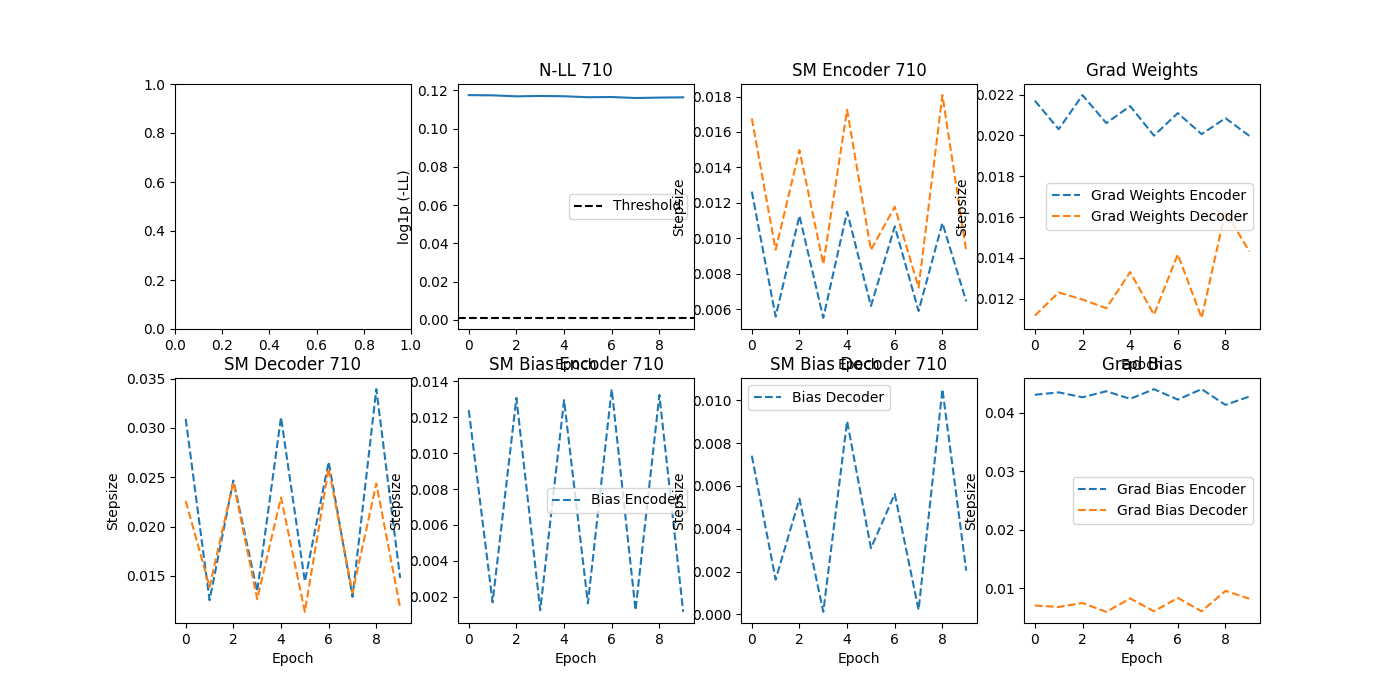 N-LL 710
SM Encoder 710
Grad Weights
1.0
0.8
0.6
0.4
0.2
0.0
0.0 0.2 0.4 0.6 0.8 1.0
log1p (-LL)
0.12
0.10
0.08
0.06
0.04
0.02
0.00
Threshold
0 2 4 6 8
Epoch
Stepsize
0.018
0.016
0.014
0.012
0.010
0.008
0.006
0 2 4 6 8
Epoch
Stepsize
0.022
0.020
0.018
0.016
0.014
0.012
Grad Weights Encoder
Grad Weights Decoder
0 2 4 6 8
Epoch
SM Decoder 710
SM Bias Encoder 710
SM Bias Decoder 710
Grad Bias
Stepsize
0.035
0.030
0.025
0.020
0.015
0 2 4 6 8
Epoch
Stepsize
0.014
0.012
0.010
0.008
0.006
0.004
0.002
Bias Encoder
0 2 4 6 8
Epoch
Stepsize
0.010
0.008
0.006
0.004
0.002
0.000
Bias Decoder
0 2 4 6 8
Epoch
Stepsize
0.04
0.03
0.02
0.01
Grad Bias Encoder
Grad Bias Decoder
0 2 4 6 8
Epoch